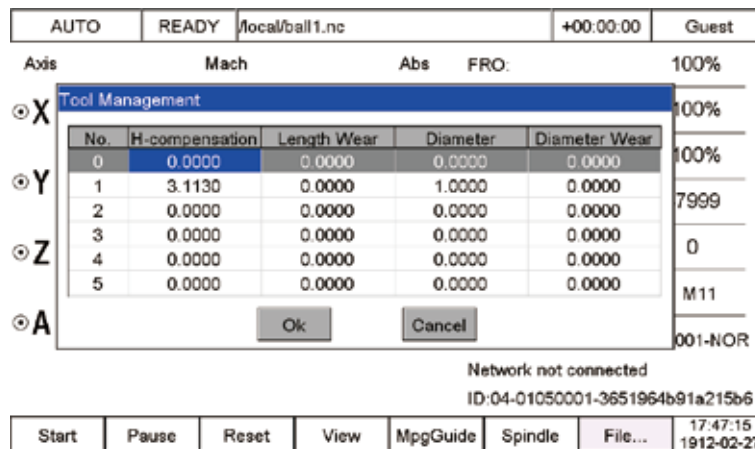 AUTO READY /local/ball1.nc +00:00:00 Guest
Axis Mach Abs FRO: 100%
Tool Management
X 100%
No. H-compensation Length Wear Diameter Diameter Wear
0 0.0000 0.0000 0.0000 0.0000
100%
1 3.1130 0.0000 1.0000 0.0000
Y
2 0.0000 0.0000 0.0000 0.0000
7999
3 0.0000 0.0000 0.0000 0.0000
Z 0
4 0.0000 0.0000 0.0000 0.0000
5 0.0000 0.0000 0.0000 0.0000
M11
A Ok Cancel
001-NOR
Network not connected
ID:04-01050001-3651964b91a215b6
Start Pause Reset View MpgGuide Spindle File... 17:47:15
1912-02-27